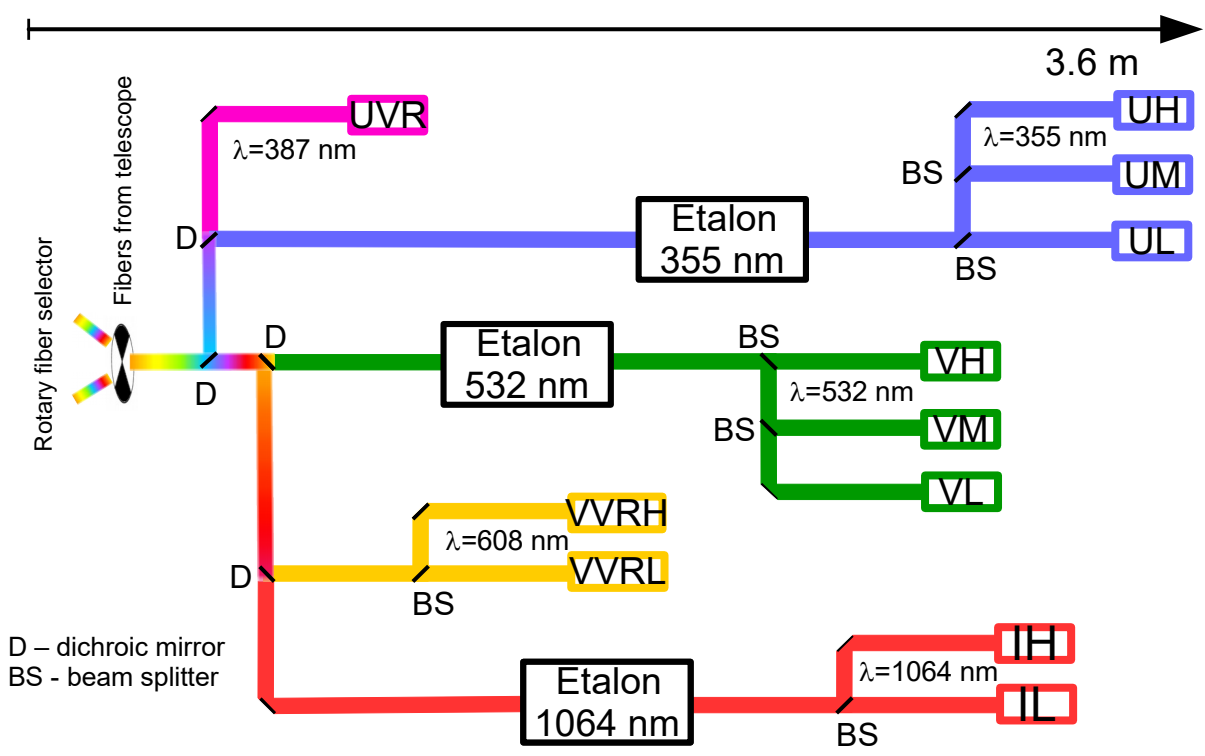 3.6 m
Fibers from telescope
Rotary fiber selector
UVR
λ=387 nm
UH
λ=355 nm
BS
UM
D
Etalon
355 nm
UL
BS
D
D
Etalon
532 nm
BS
VH
λ=532 nm
BS
VM
VL
VVRH
λ=608 nm
D
VVRL
BS
D – dichroic mirror
BS - beam splitter
IH
λ=1064 nm
Etalon
1064 nm
IL
BS